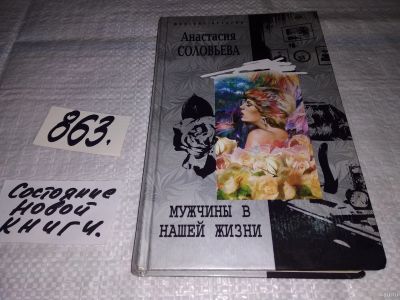 Анастасия
СОЛОВЬЕВА
МУЖЧИНЫ В
НАШЕЙ ЖИЗНИ
863.
Состояние
новой
книги.